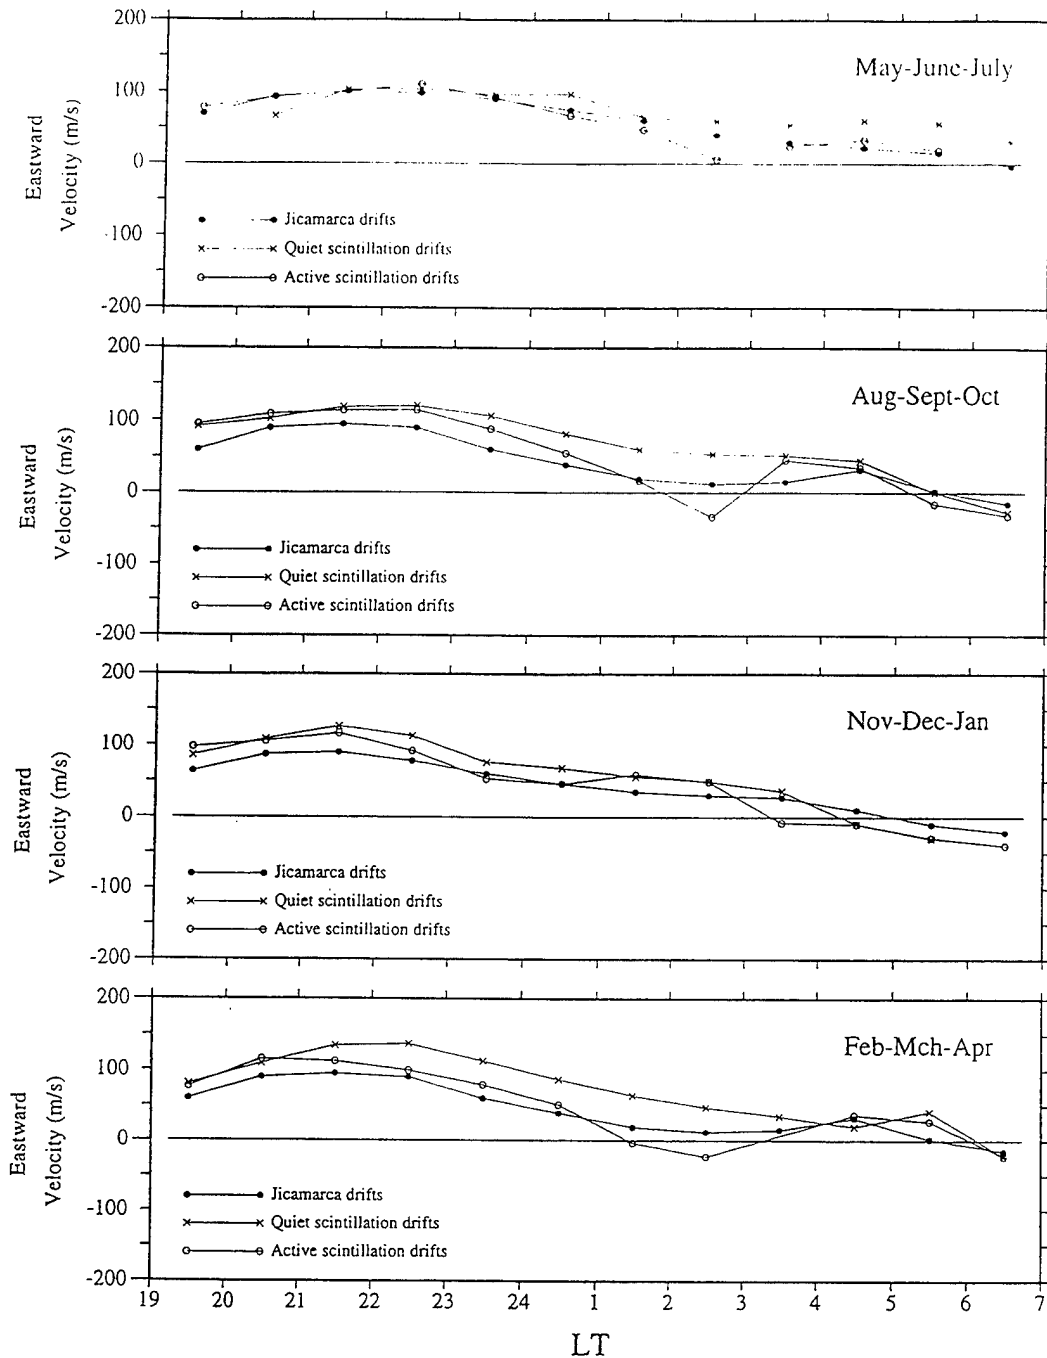 200
100
0
-100
-200
Eastward
Velocity (m/s)
May-June-July
Jicamarca drifts
Quiet scintillation drifts
Active scintillation drifts
200
100
0
-100
-200
Eastward
Velocity (m/s)
Aug-Sept-Oct
Jicamarca drifts
Quiet scintillation drifts
Active scintillation drifts
200
100
0
-100
-200
Eastward
Velocity (m/s)
Nov-Dec-Jan
Jicamarca drifts
Quiet scintillation drifts
Active scintillation drifts
200
100
0
-100
-200
Eastward
Velocity (m/s)
Feb-Mch-Apr
Jicamarca drifts
Quiet scintillation drifts
Active scintillation drifts
19 20 21 22 23 24 1 2 3 4 5 6 7
LT